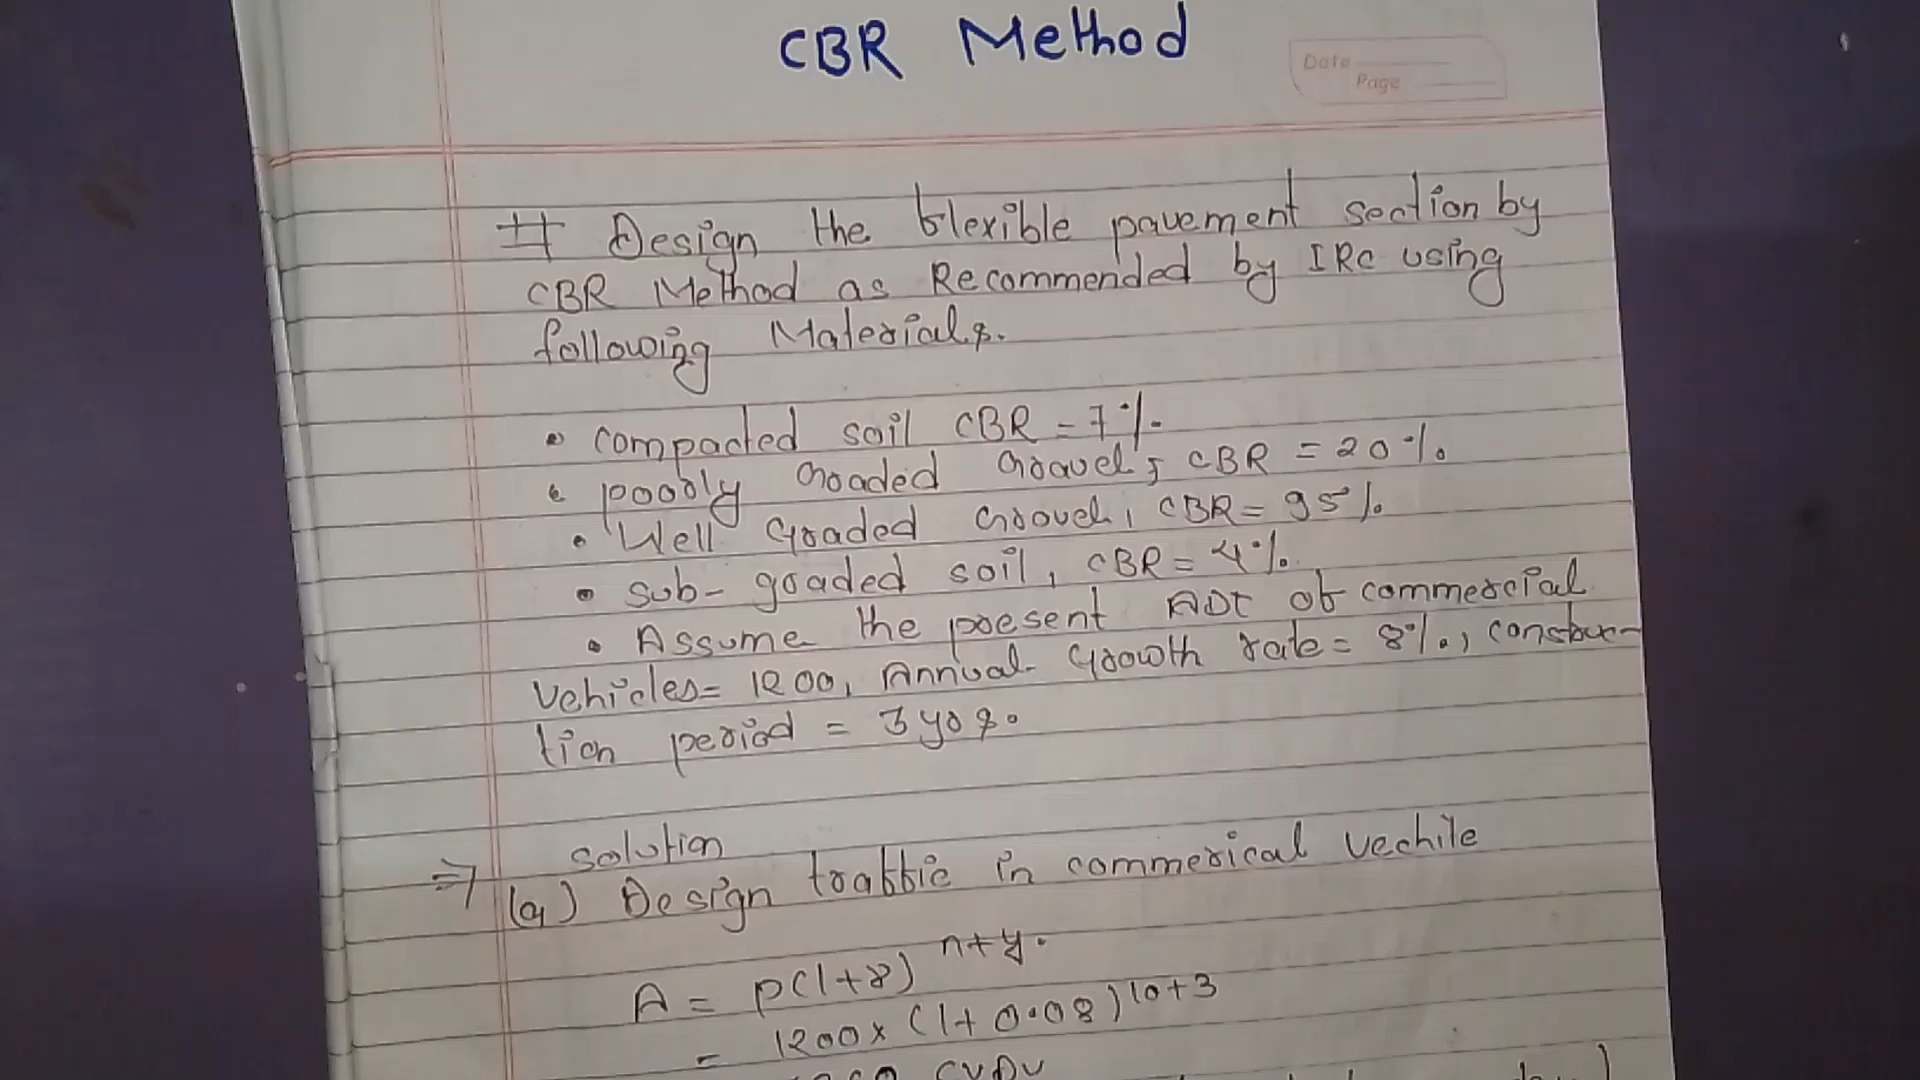 CBR Method
Date
Page
# Design the flexible pavement section by
CBR Method as Recommended by IRC using
following Materials.
• compacted soil CBR = 7%.
• poorly Graded Gravel, CBR = 20%.
• Well Graded Gravel, CBR = 95%.
• sub-graded soil, CBR = 4%.
• Assume the present ADT of commercial
vehicles = 1200, Annual Growth rate = 8%, construc-
tion period = 3 yrs.
solution
⇒ (a) Design traffic in commerical vechile
A = P(1+r)^n+y.
= 1200 × (1+0.08)^10+3
CVDV